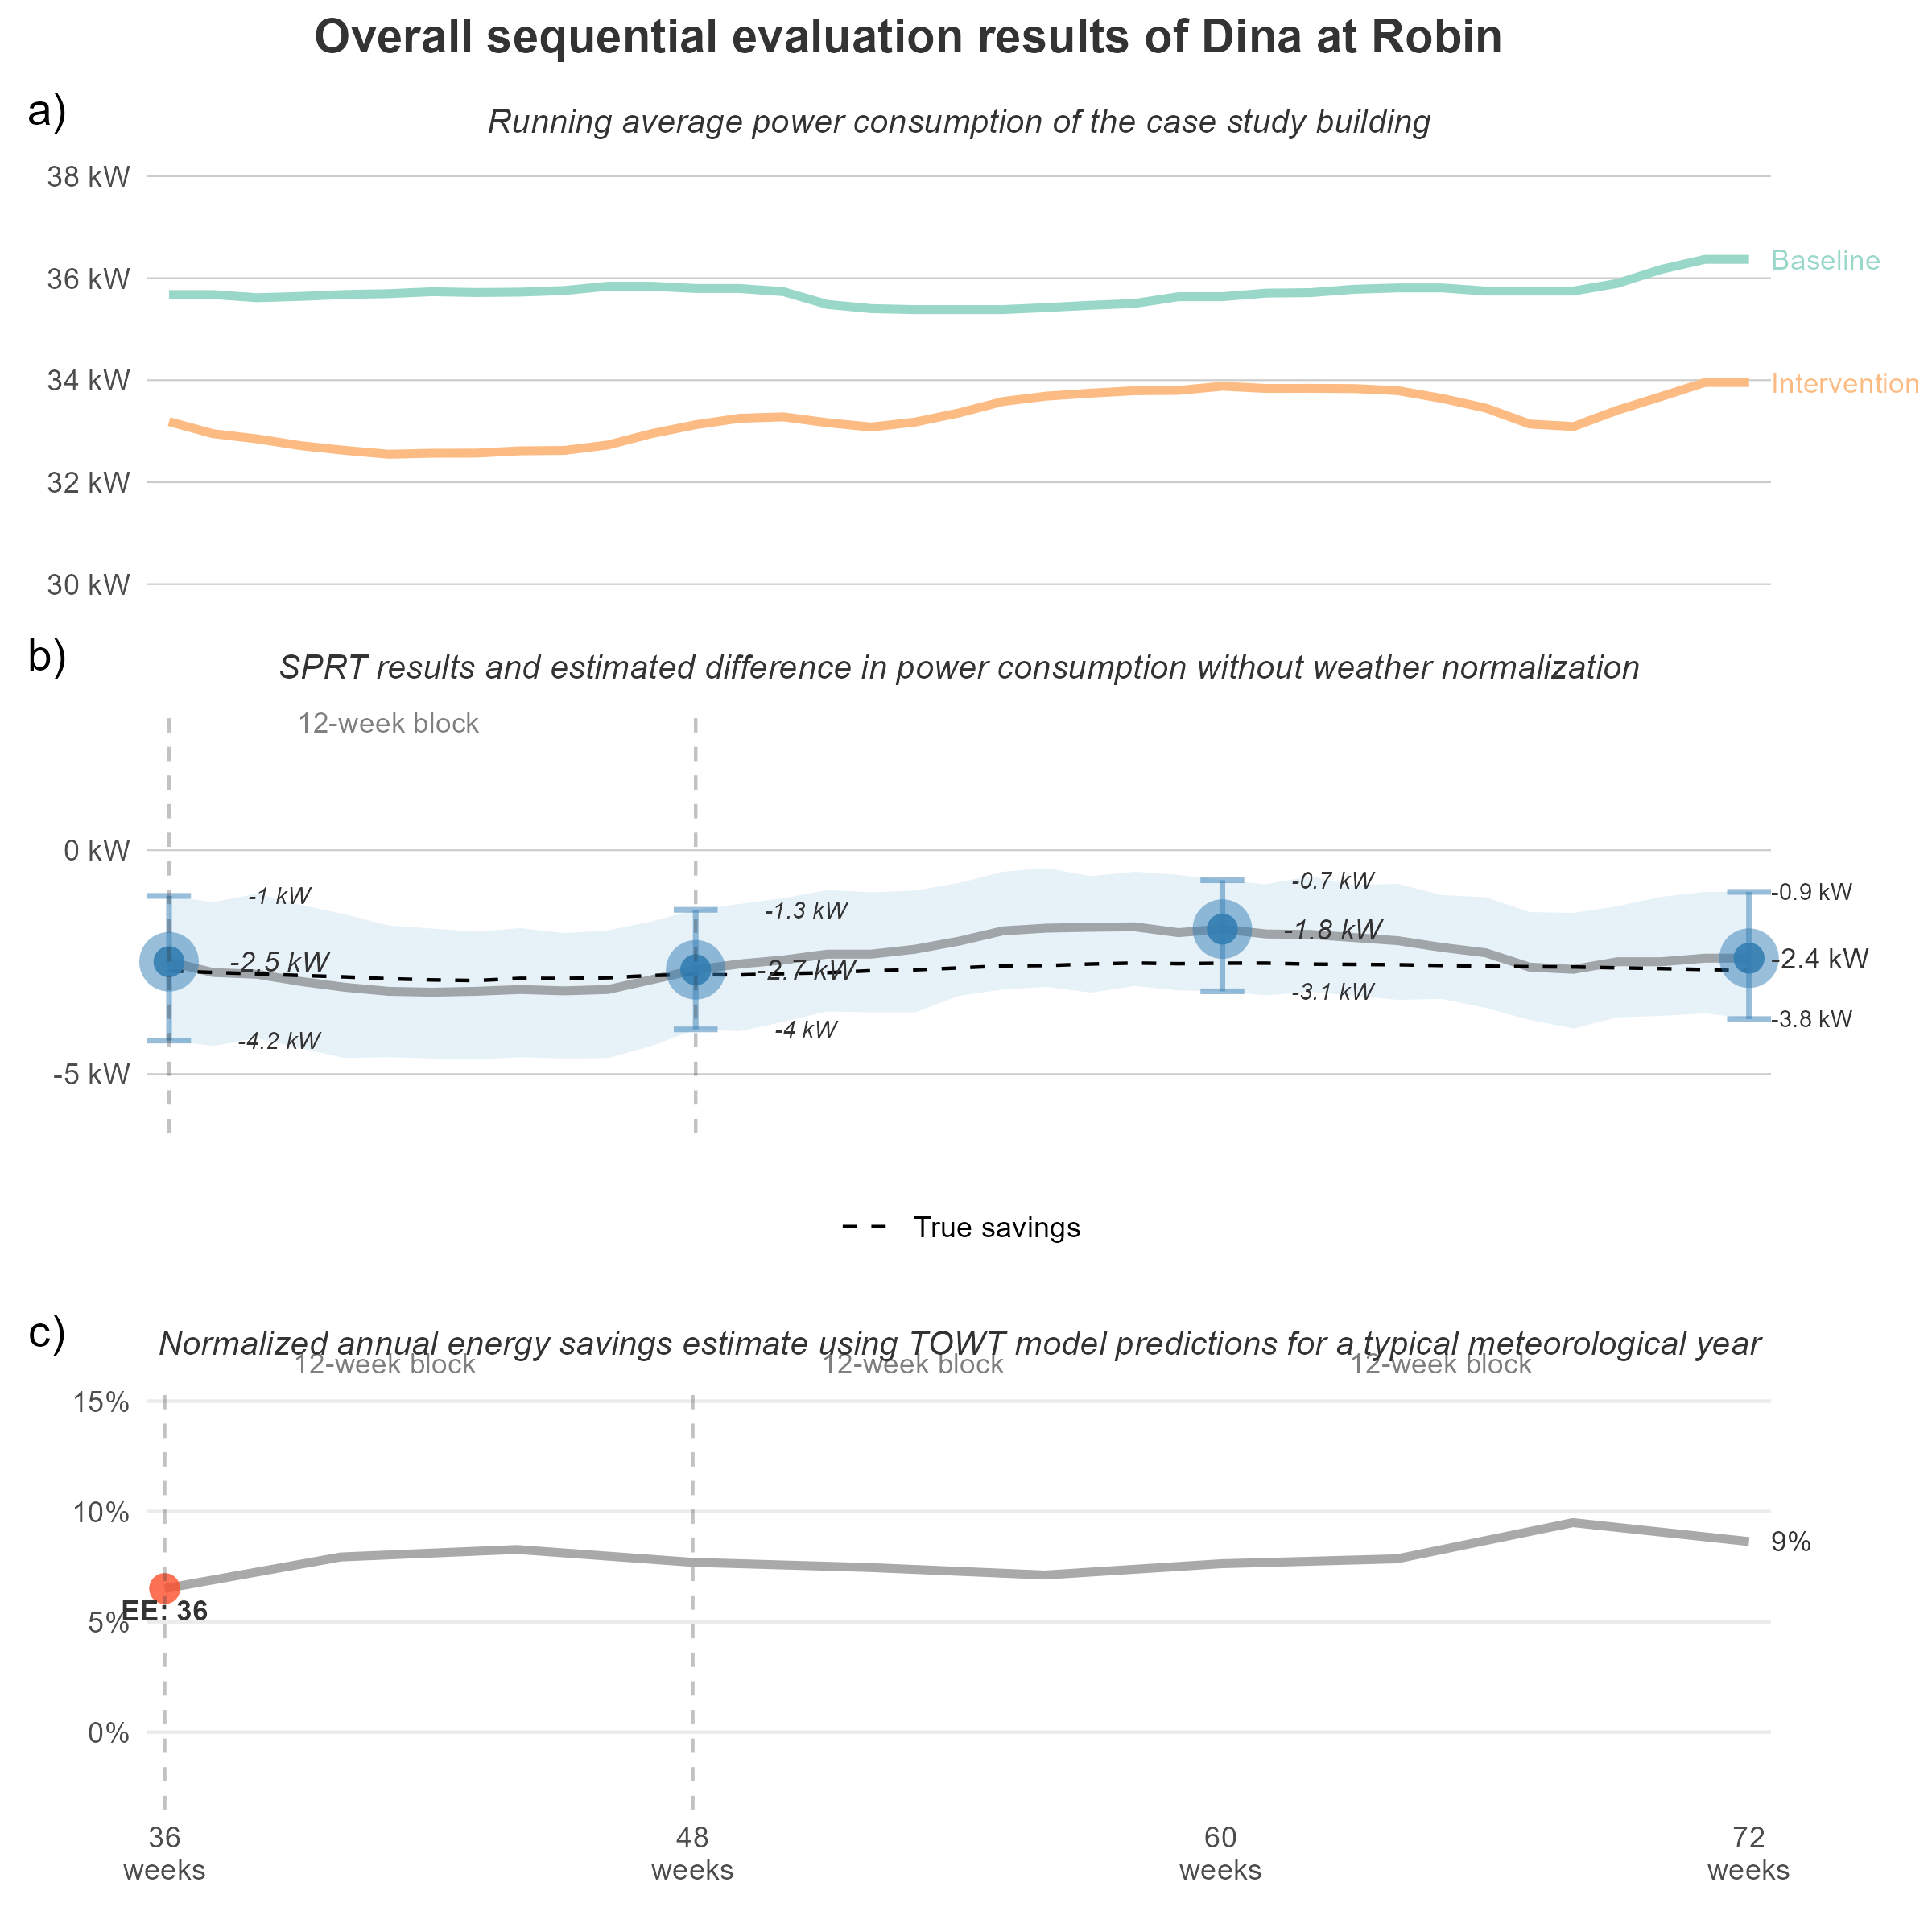 Overall sequential evaluation results of Dina at Robin
a)
Running average power consumption of the case study building
38 kW
36 kW
34 kW
32 kW
30 kW
Baseline
Intervention
b)
SPRT results and estimated difference in power consumption without weather normalization
12-week block
0 kW
-5 kW
-1 kW
-2.5 kW
-4.2 kW
-1.3 kW
-2.7 kW
-4 kW
-0.7 kW
-1.8 kW
-3.1 kW
-0.9 kW
-2.4 kW
-3.8 kW
True savings
c)
Normalized annual energy savings estimate using TOWT model predictions for a typical meteorological year
12-week block
12-week block
12-week block
15%
10%
5%
0%
EE: 36
9%
36
weeks
48
weeks
60
weeks
72
weeks